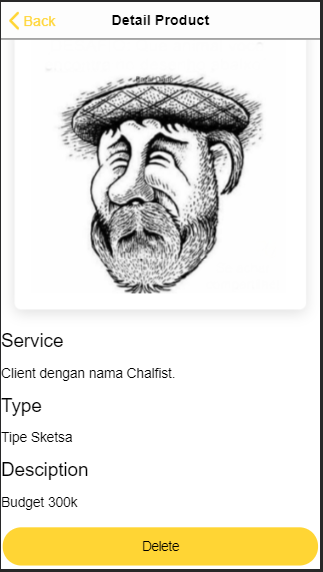 Back
Detail Product
Service
Client dengan nama Chalfist.
Type
Tipe Sketsa
Desciption
Budget 300k
Delete